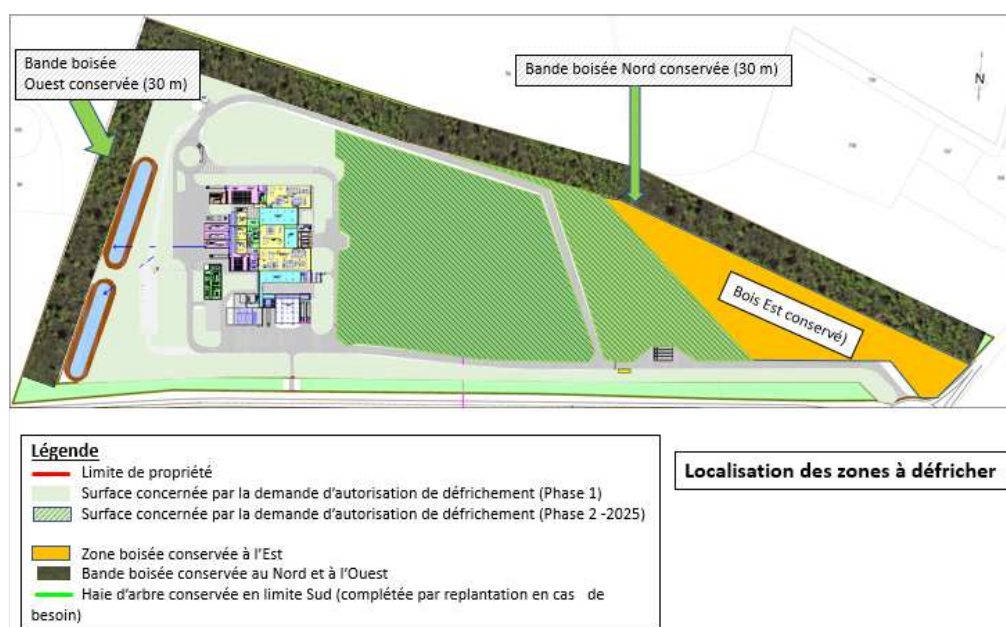 Bande boisée
Ouest conservée (30 m)
Bande boisée Nord conservée (30 m)
N
Bois Est conservé)
Légende
Limite de propriété
Surface concernée par la demande d'autorisation de défrichement (Phase 1)
Surface concernée par la demande d'autorisation de défrichement (Phase 2 -2025)
Zone boisée conservée à l'Est
Bande boisée conservée au Nord et à l'Ouest
Haie d'arbre conservée en limite Sud (complétée par replantation en cas de
besoin)
Localisation des zones à défricher